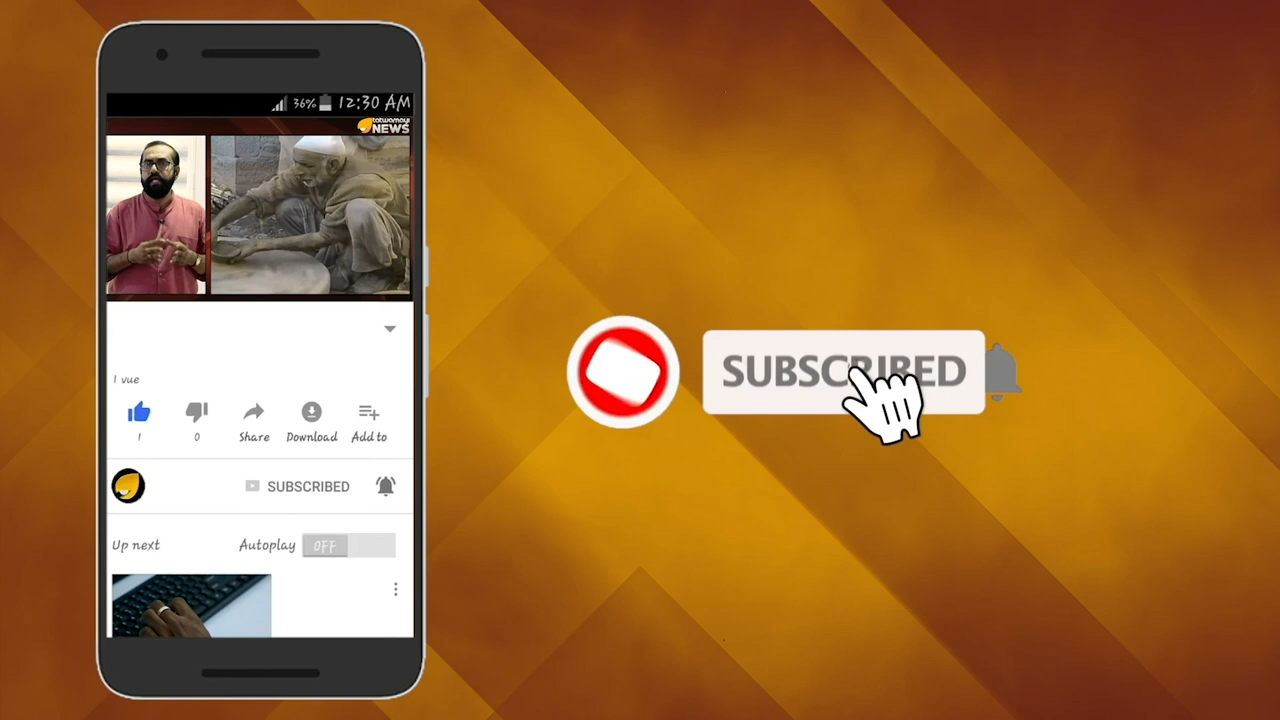 36% 12:30 AM
tatwamayi
NEWS
1 vue
1
0
Share
Download
Add to
SUBSCRIBED
Up next
Autoplay
OFF
SUBSCRIBED